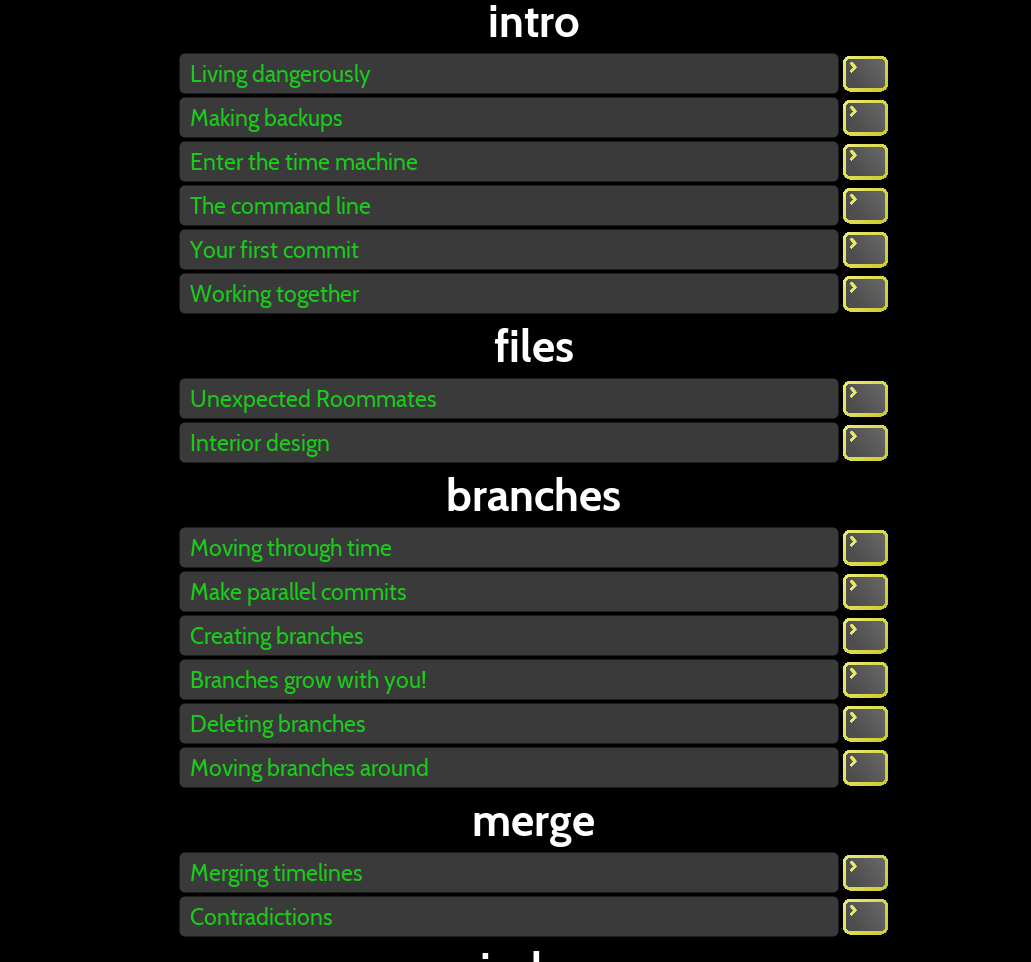 intro
Living dangerously
Making backups
Enter the time machine
The command line
Your first commit
Working together
files
Unexpected Roommates
Interior design
branches
Moving through time
Make parallel commits
Creating branches
Branches grow with you!
Deleting branches
Moving branches around
merge
Merging timelines
Contradictions